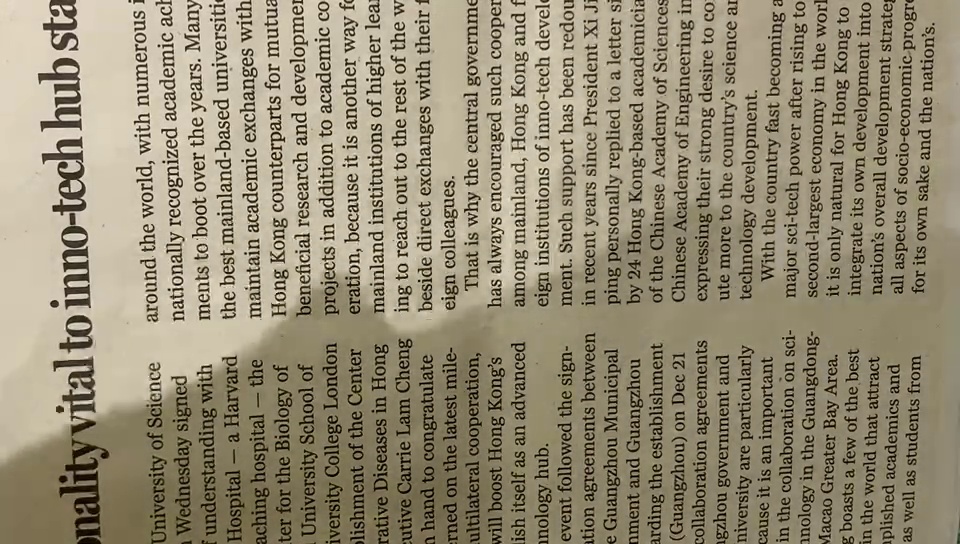 nality vital to inno-tech hub sta
University of Science
Wednesday signed
understanding with
Hospital — a Harvard
aching hospital — the
ter for the Biology of
University School of
iversity College London
lishment of the Center
rative Diseases in Hong
utive Carrie Lam Cheng
n hand to congratulate
rned on the latest mile-
ultilateral cooperation,
will boost Hong Kong's
lish itself as an advanced
nnology hub.
event followed the sign-
tion agreements between
uangzhou Municipal
nment and Guangzhou
arding the establishment
(Guangzhou) on Dec 21
collaboration agreements
ngzhou government and
niversity are particularly
cause it is an important
in the collaboration on sci-
nology in the Guangdong-
Macao Greater Bay Area.
g boasts a few of the best
in the world that attract
plished academics and
as well as students from
around the world, with numerous i
nationally recognized academic ach
ments to boot over the years. Many
the best mainland-based universitie
maintain academic exchanges with
Hong Kong counterparts for mutua
beneficial research and developmen
projects in addition to academic co
eration, because it is another way fo
mainland institutions of higher lear
ing to reach out to the rest of the w
beside direct exchanges with their f
eign colleagues.
That is why the central governme
has always encouraged such cooper
among mainland, Hong Kong and f
eign institutions of inno-tech develo
ment. Such support has been redou
in recent years since President Xi Ji
ping personally replied to a letter si
by 24 Hong Kong-based academicia
of the Chinese Academy of Sciences
Chinese Academy of Engineering in
expressing their strong desire to co
ute more to the country's science an
technology development.
With the country fast becoming a
major sci-tech power after rising to
second-largest economy in the worl
it is only natural for Hong Kong to
integrate its own development into
nation's overall development strateg
all aspects of socio-economic progre
for its own sake and the nation's.